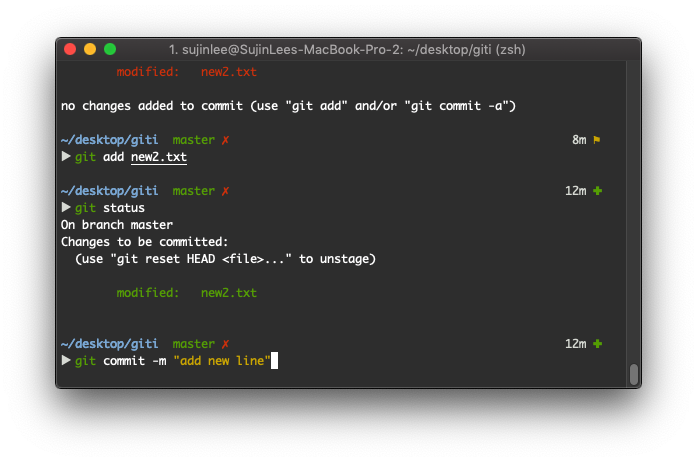 1. sujinlee@SujinLees-MacBook-Pro-2: ~/desktop/giti (zsh)
modified: new2.txt
no changes added to commit (use "git add" and/or "git commit -a")
~/desktop/giti master ✗ 8m ⚑
▶ git add new2.txt
~/desktop/giti master ✗ 12m ✚
▶ git status
On branch master
Changes to be committed:
(use "git reset HEAD <file>..." to unstage)
modified: new2.txt
~/desktop/giti master ✗ 12m ✚
▶ git commit -m "add new line"